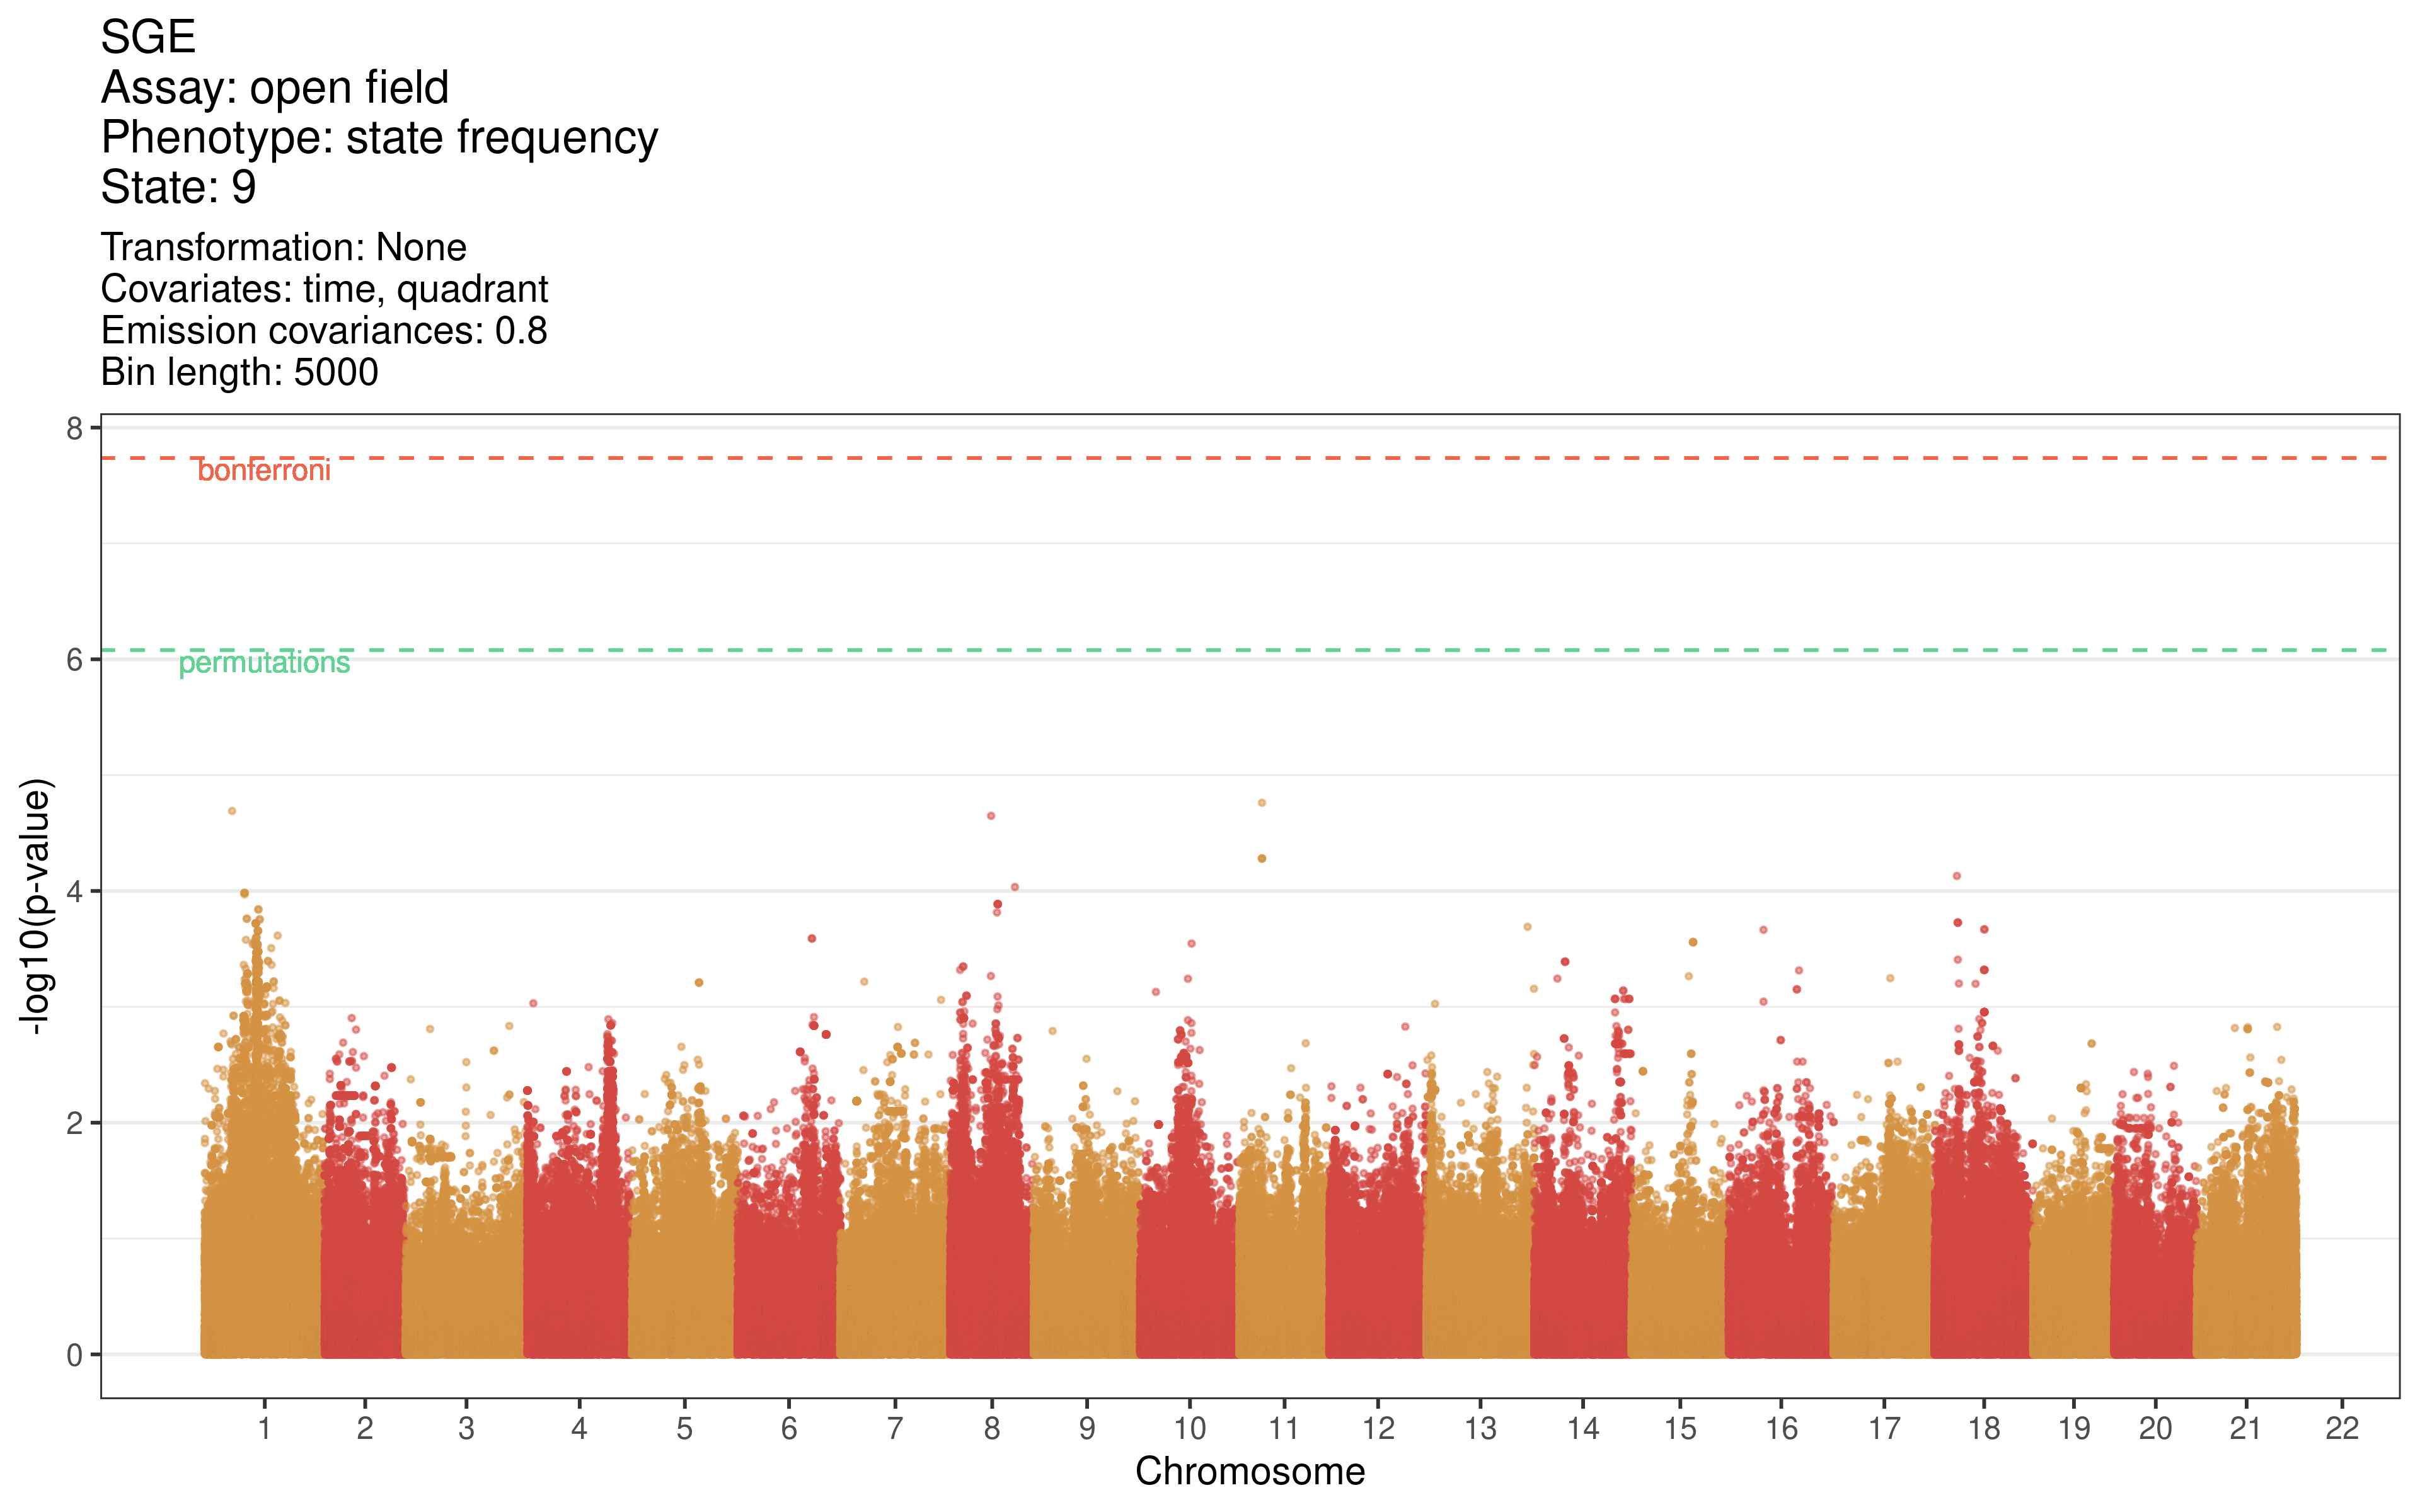 SGE
Assay: open field
Phenotype: state frequency
State: 9
Transformation: None
Covariates: time, quadrant
Emission covariances: 0.8
Bin length: 5000
8
bonferroni
6
permutations
4
2
0
-log10(p-value)
1 2 3 4 5 6 7 8 9 10 11 12 13 14 15 16 17 18 19 20 21 22
Chromosome